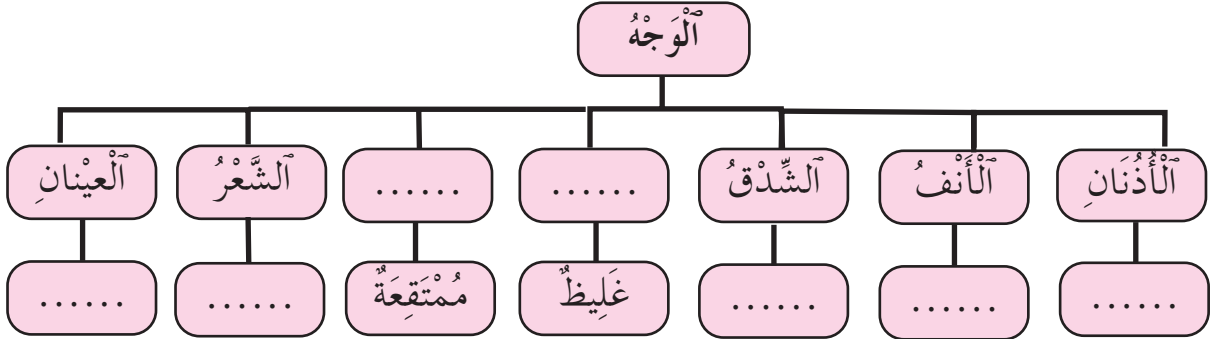 ٱلْوَجْهُ
ٱلْأُذُنَانِ ٱلْأَنْفُ ٱلشِّدْقُ ...... ...... ٱلشَّعْرُ ٱلْعيْنانِ
...... ...... ...... غَلِيظٌ مُمْتَقِعَةٌ ...... ......